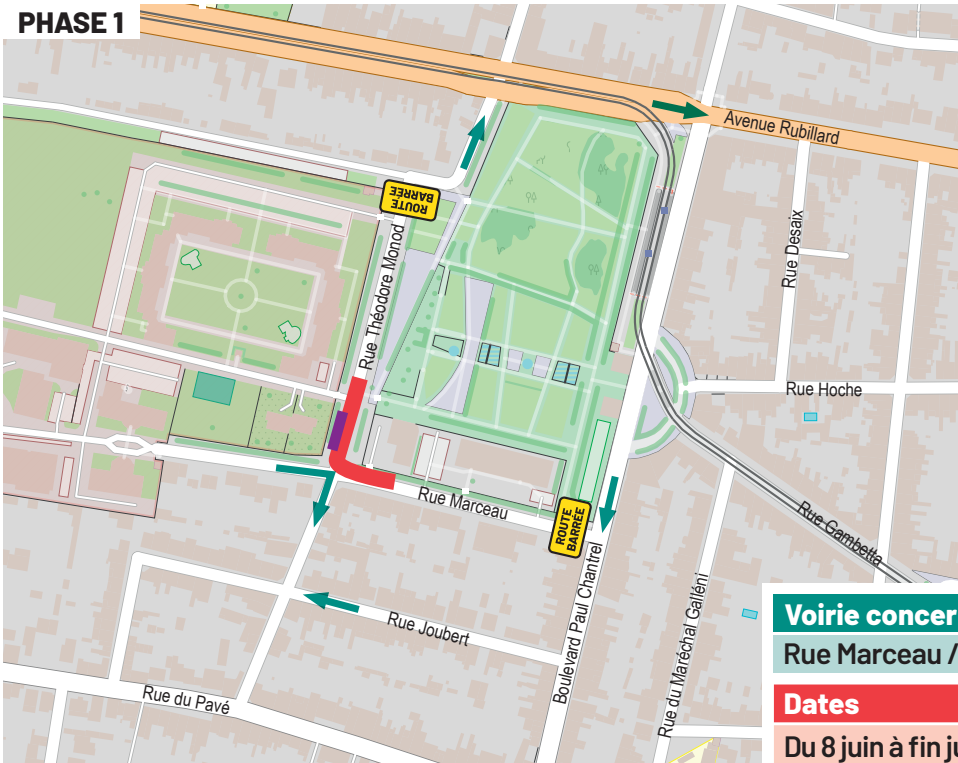 PHASE 1
Avenue Rubillard
ROUTE
BARRÉE
Rue Théodore Monod
Rue Desaix
Rue Hoche
Rue Marceau
ROUTE
BARRÉE
Rue Gambetta
Boulevard Paul Chantrel
Rue du Maréchal Galléni
Rue Joubert
Rue du Pavé
Voirie concer
Rue Marceau /
Dates
Du 8 juin à fin ju